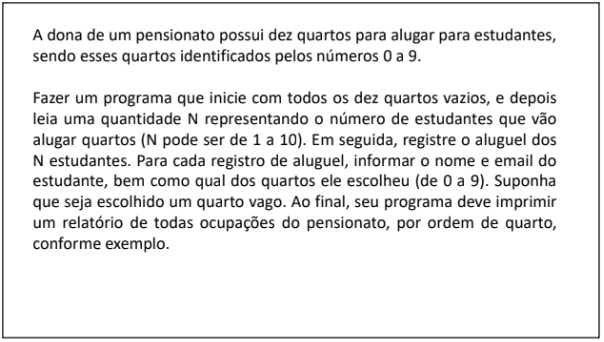 A dona de um pensionato possui dez quartos para alugar para estudantes,
sendo esses quartos identificados pelos números 0 a 9.
Fazer um programa que inicie com todos os dez quartos vazios, e depois
leia uma quantidade N representando o número de estudantes que vão
alugar quartos (N pode ser de 1 a 10). Em seguida, registre o aluguel dos
N estudantes. Para cada registro de aluguel, informar o nome e email do
estudante, bem como qual dos quartos ele escolheu (de 0 a 9). Suponha
que seja escolhido um quarto vago. Ao final, seu programa deve imprimir
um relatório de todas ocupações do pensionato, por ordem de quarto,
conforme exemplo.